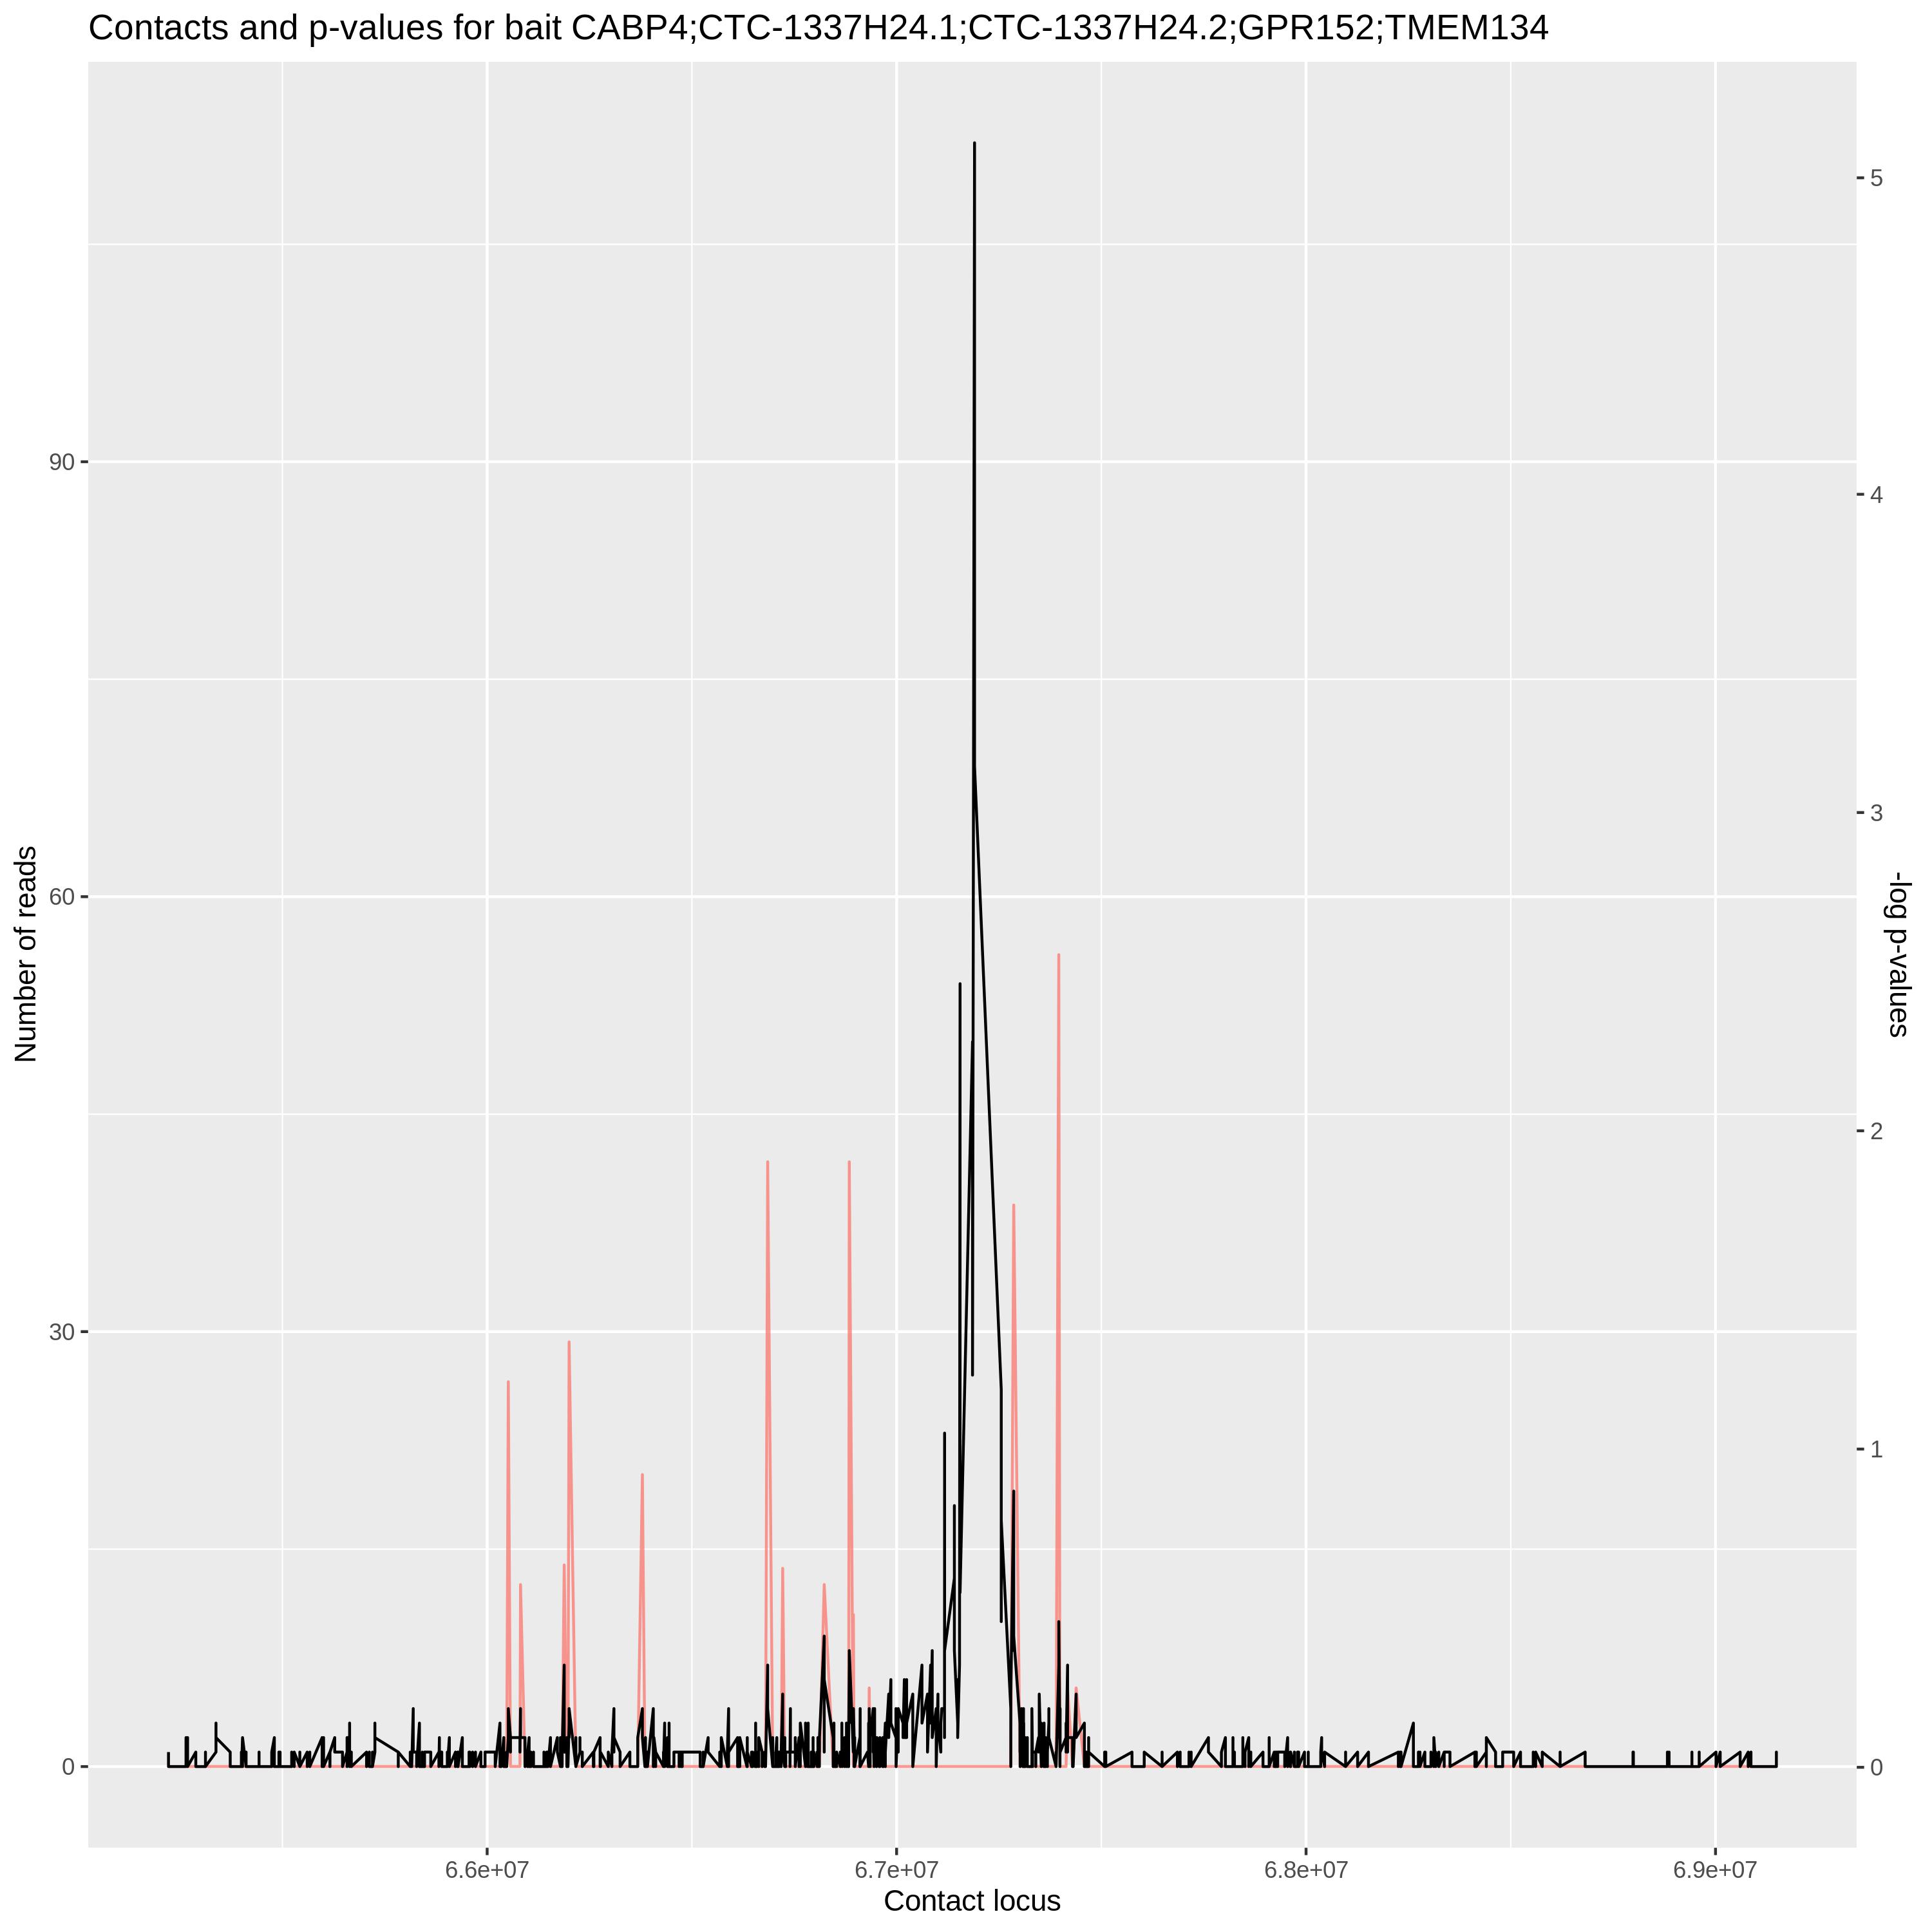 Contacts and p-values for bait CABP4;CTC-1337H24.1;CTC-1337H24.2;GPR152;TMEM134
5
90
4
3
60
Number of reads
-log p-values
2
30
1
0
0
6.6e+07
6.7e+07
6.8e+07
6.9e+07
Contact locus